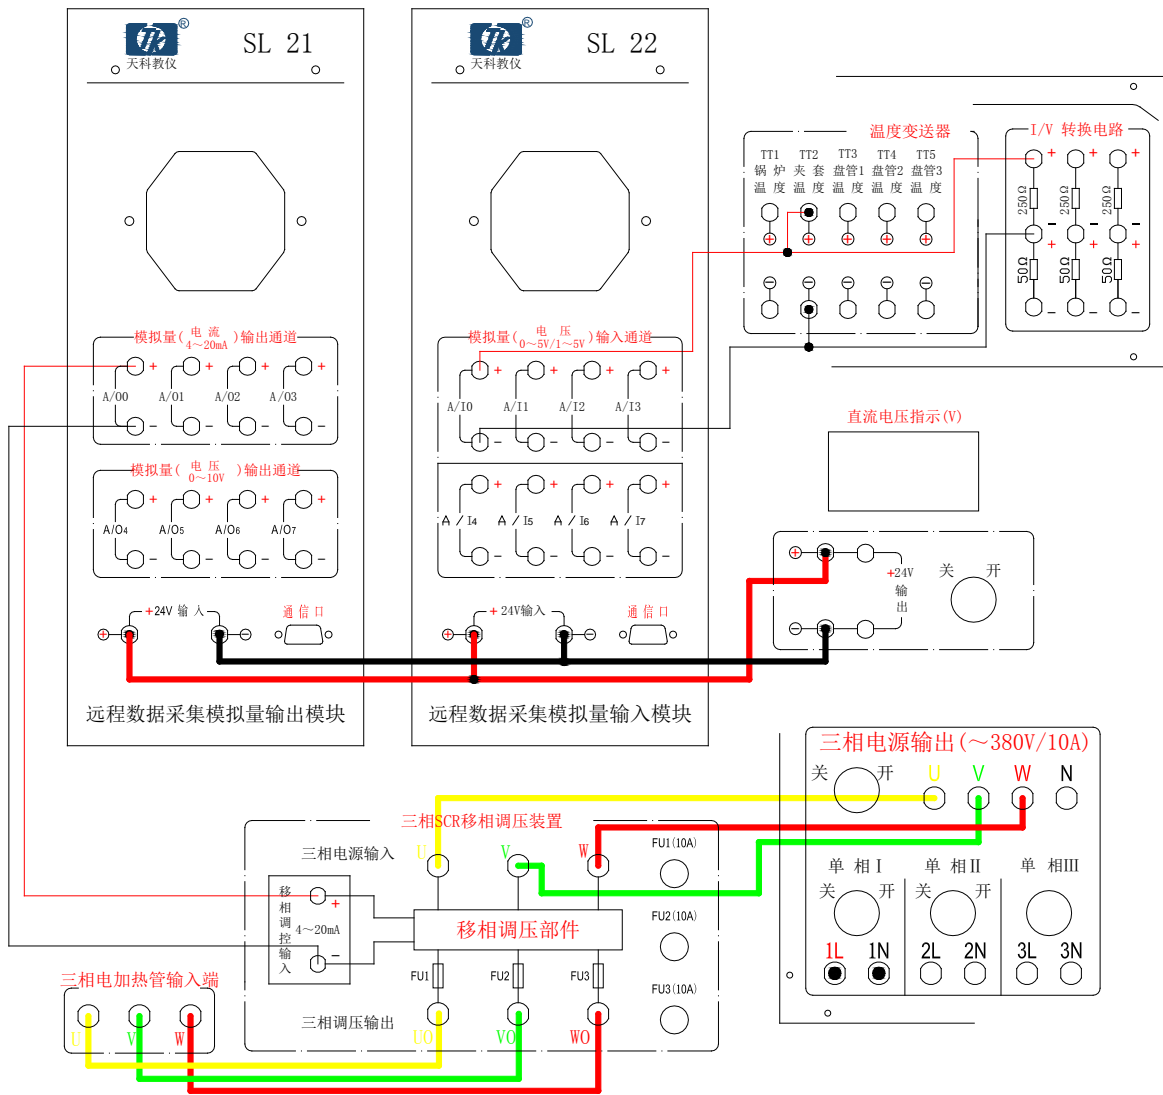 TK ®
天科教仪
SL 21
模拟量( 电流 4～20mA )输出通道
+ + + +
A/O0 A/O1 A/O2 A/O3
- - - -
模拟量( 电压 0～10V )输出通道
+ + + +
A/O4 A/O5 A/O6 A/O7
- - - -
+24V 输入
通信口
+ -
远程数据采集模拟量输出模块
TK ®
天科教仪
SL 22
模拟量( 电压 0～5V/1～5V )输入通道
+ + + +
A/I0 A/I1 A/I2 A/I3
- - - -
+ + + +
A/I4 A/I5 A/I6 A/I7
- - - -
+24V输入
通信口
+ -
远程数据采集模拟量输入模块
温度变送器
TT1 TT2 TT3 TT4 TT5
锅炉 夹套 盘管1 盘管2 盘管3
温度 温度 温度 温度 温度
+ + + + +
- - - - -
I/V 转换电路
+ + +
250Ω 250Ω 250Ω
- - -
+ + +
50Ω 50Ω 50Ω
- - -
直流电压指示(V)
+
+24V
输
出
-
关 开
三相电源输出(～380V/10A)
关 开
U V W N
单相I 单相II 单相III
关 开 关 开
1L 1N 2L 2N 3L 3N
三相SCR移相调压装置
三相电源输入
U V W
FU1(10A)
移相调控输入
+
4～20mA
-
移相调压部件
FU2(10A)
FU1 FU2 FU3
FU3(10A)
三相调压输出
UO VO WO
三相电加热管输入端
U V W